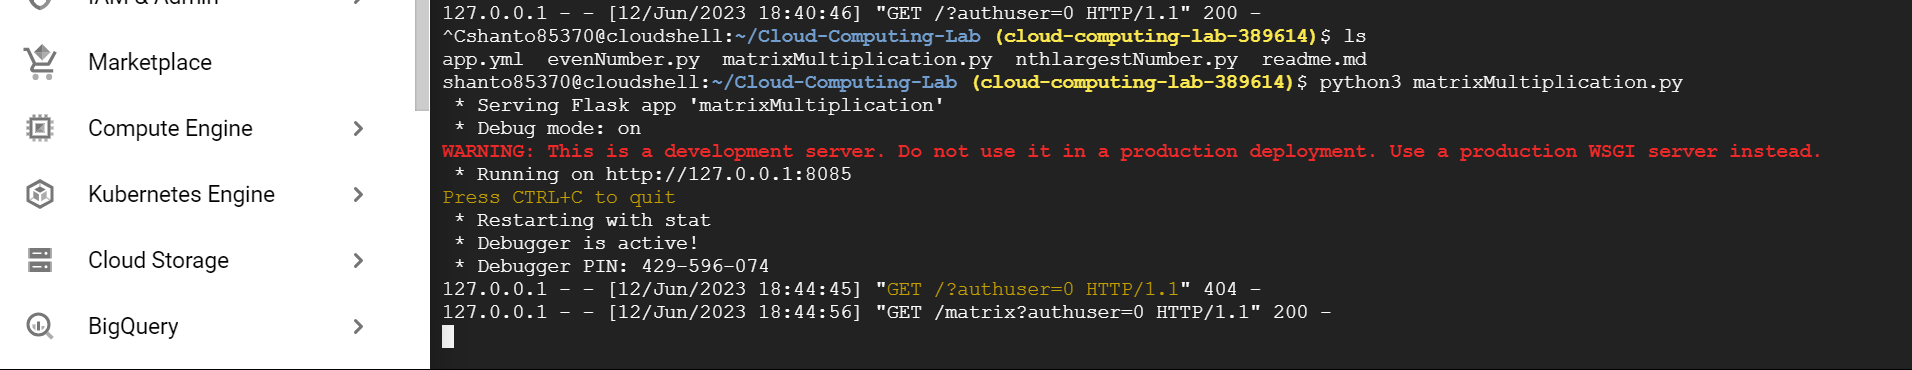 IAM & Admin
Marketplace
Compute Engine
Kubernetes Engine
Cloud Storage
BigQuery
127.0.0.1 - - [12/Jun/2023 18:40:46] "GET /?authuser=0 HTTP/1.1" 200 -
^Cshanto85370@cloudshell:~/Cloud-Computing-Lab (cloud-computing-lab-389614)$ ls
app.yml evenNumber.py matrixMultiplication.py nthlargestNumber.py readme.md
shanto85370@cloudshell:~/Cloud-Computing-Lab (cloud-computing-lab-389614)$ python3 matrixMultiplication.py
* Serving Flask app 'matrixMultiplication'
* Debug mode: on
WARNING: This is a development server. Do not use it in a production deployment. Use a production WSGI server instead.
* Running on http://127.0.0.1:8085
Press CTRL+C to quit
* Restarting with stat
* Debugger is active!
* Debugger PIN: 429-596-074
127.0.0.1 - - [12/Jun/2023 18:44:45] "GET /?authuser=0 HTTP/1.1" 404 -
127.0.0.1 - - [12/Jun/2023 18:44:56] "GET /matrix?authuser=0 HTTP/1.1" 200 -